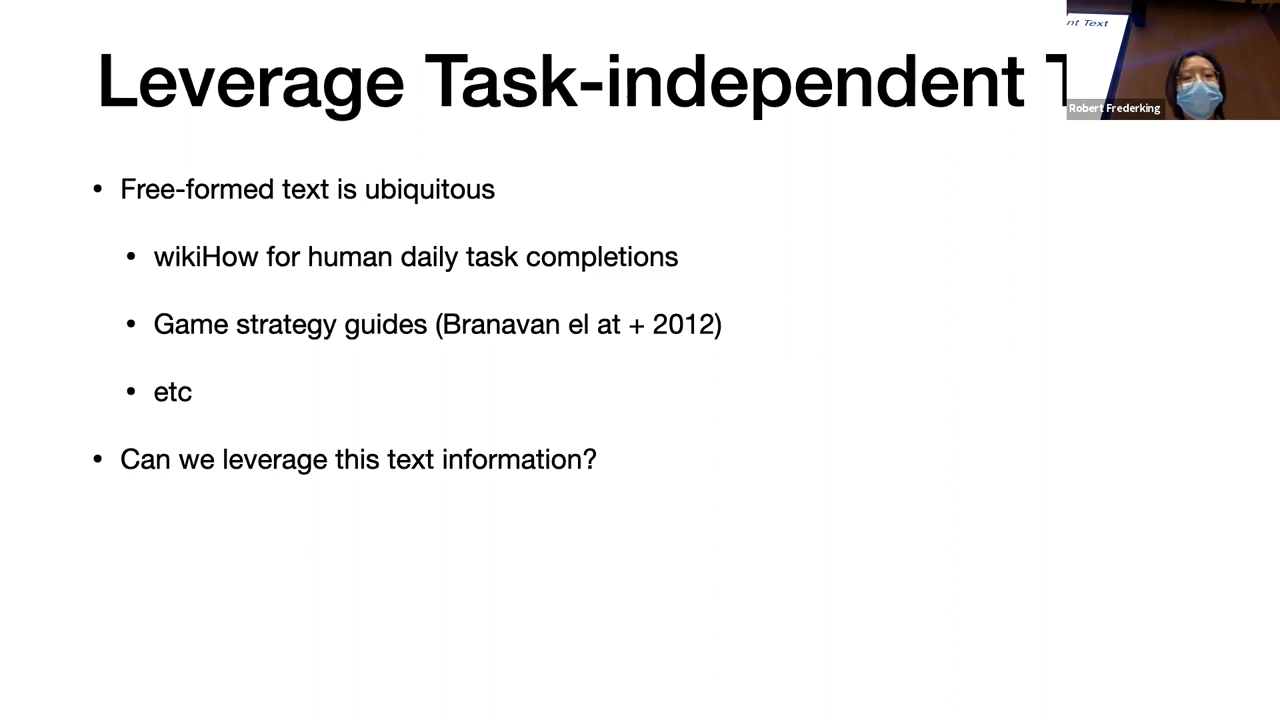 Leverage Task-independent T
nt Text
Robert Frederking
• Free-formed text is ubiquitous
• wikiHow for human daily task completions
• Game strategy guides (Branavan el at + 2012)
• etc
• Can we leverage this text information?